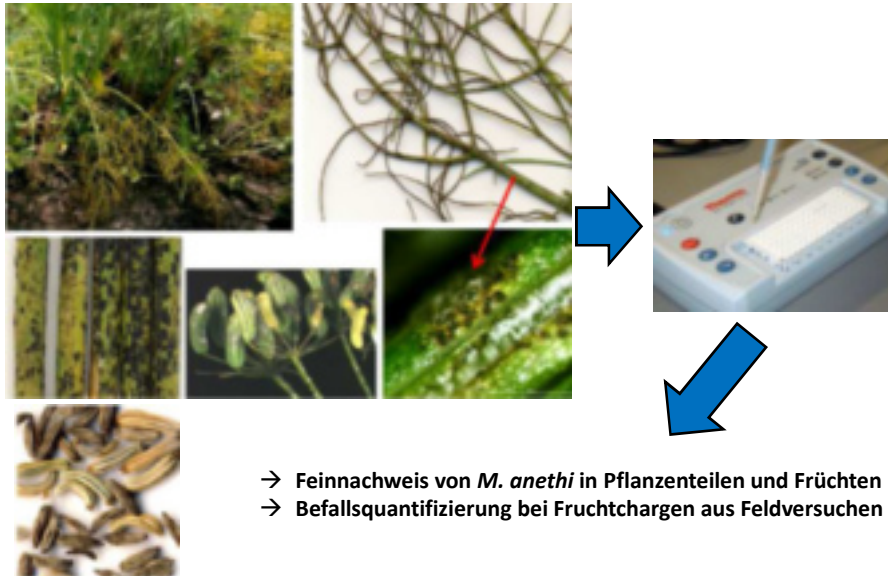 → Feinnachweis von M. anethi in Pflanzenteilen und Früchten
→ Befallsquantifizierung bei Fruchtchargen aus Feldversuchen